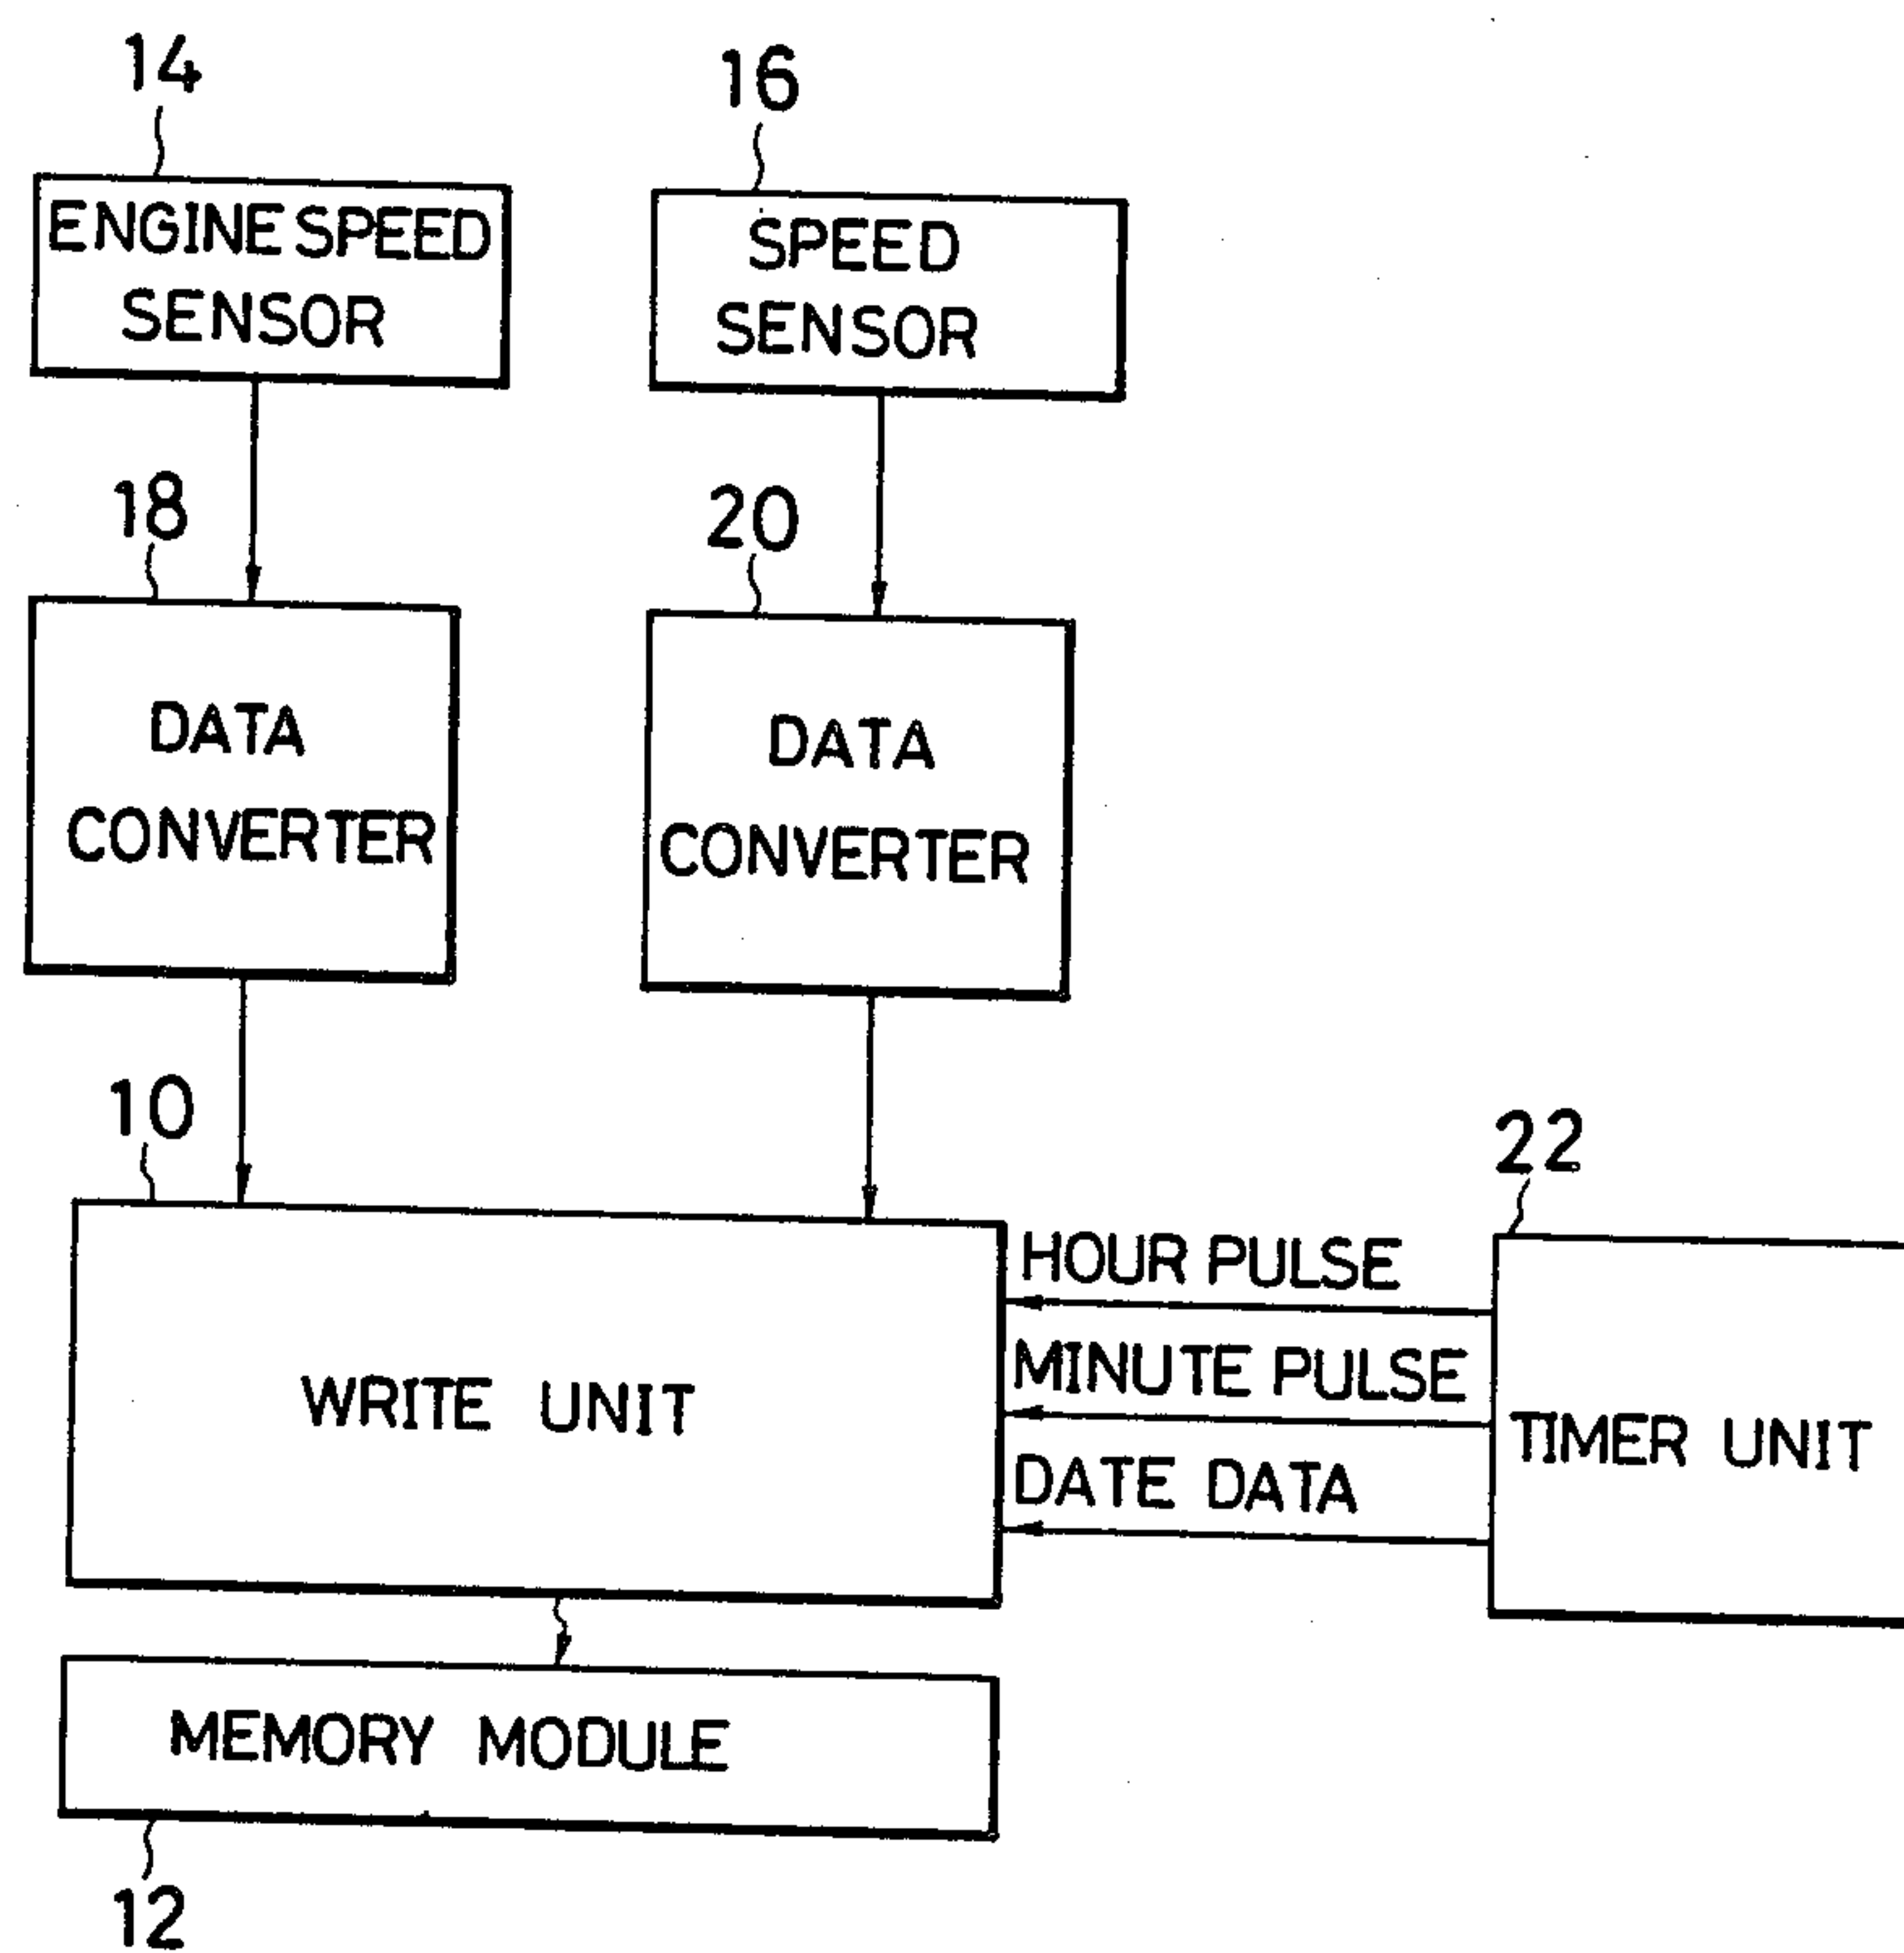 14
16
ENGINE SPEED
SENSOR
SPEED
SENSOR
18
20
DATA
CONVERTER
DATA
CONVERTER
10
22
HOUR PULSE
MINUTE PULSE
WRITE UNIT
TIMER UNIT
DATE DATA
MEMORY MODULE
12